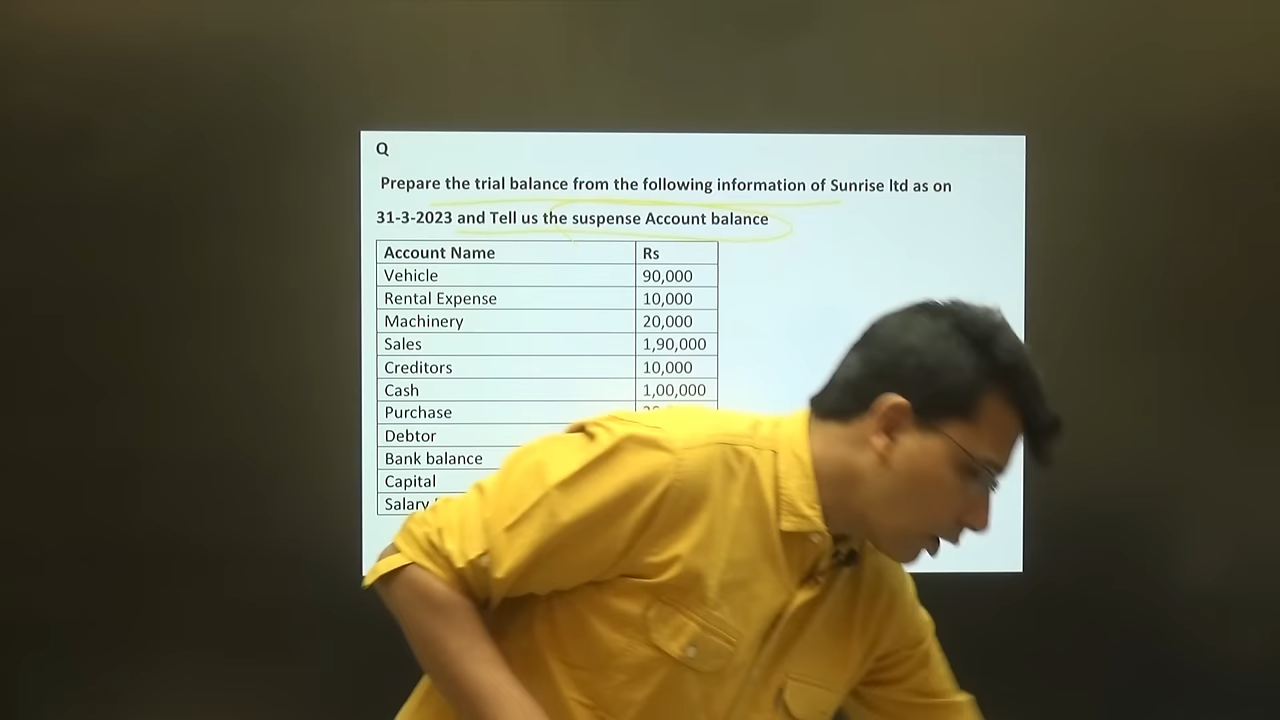 Q
Prepare the trial balance from the following information of Sunrise ltd as on
31-3-2023 and Tell us the suspense Account balance
Account Name Rs
Vehicle 90,000
Rental Expense 10,000
Machinery 20,000
Sales 1,90,000
Creditors 10,000
Cash 1,00,000
Purchase
Debtor
Bank balance
Capital
Salary